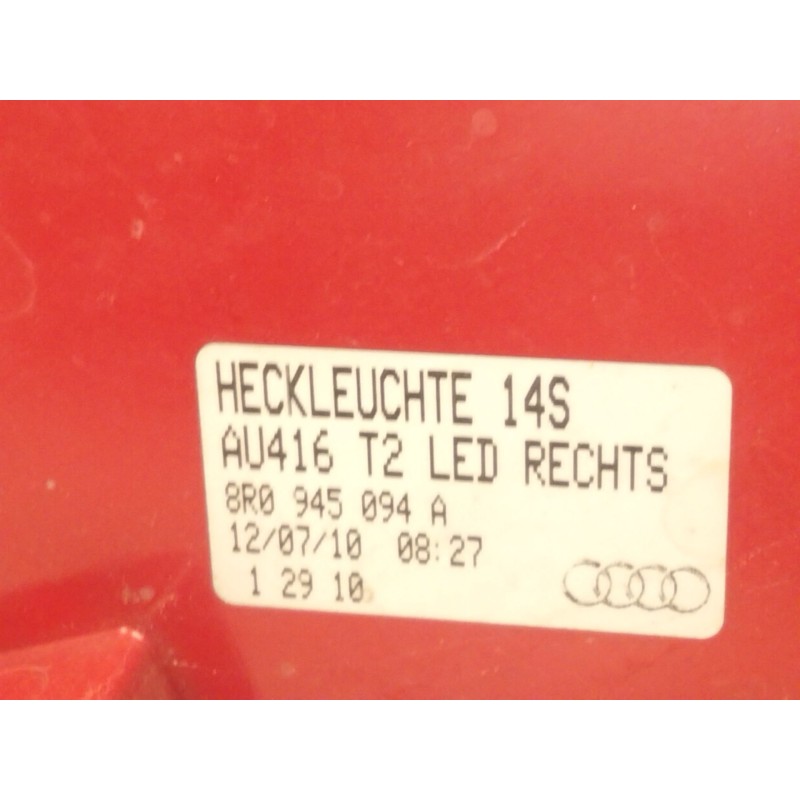 HECKLEUCHTE 14S
AU416 T2 LED RECHTS
8R0 945 094 A
12/07/10 08:27
1 29 10